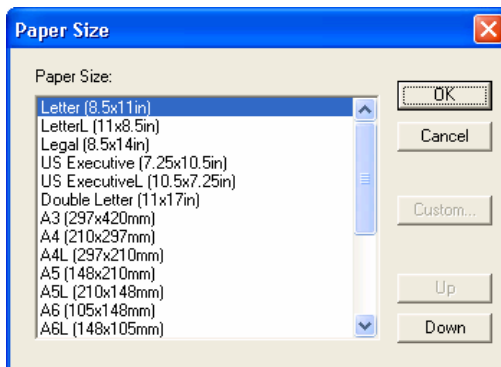 Paper Size
Paper Size:
Letter (8.5x11in)
LetterL (11x8.5in)
Legal (8.5x14in)
US Executive (7.25x10.5in)
US ExecutiveL (10.5x7.25in)
Double Letter (11x17in)
A3 (297x420mm)
A4 (210x297mm)
A4L (297x210mm)
A5 (148x210mm)
A5L (210x148mm)
A6 (105x148mm)
A6L (148x105mm)
OK
Cancel
Custom...
Up
Down